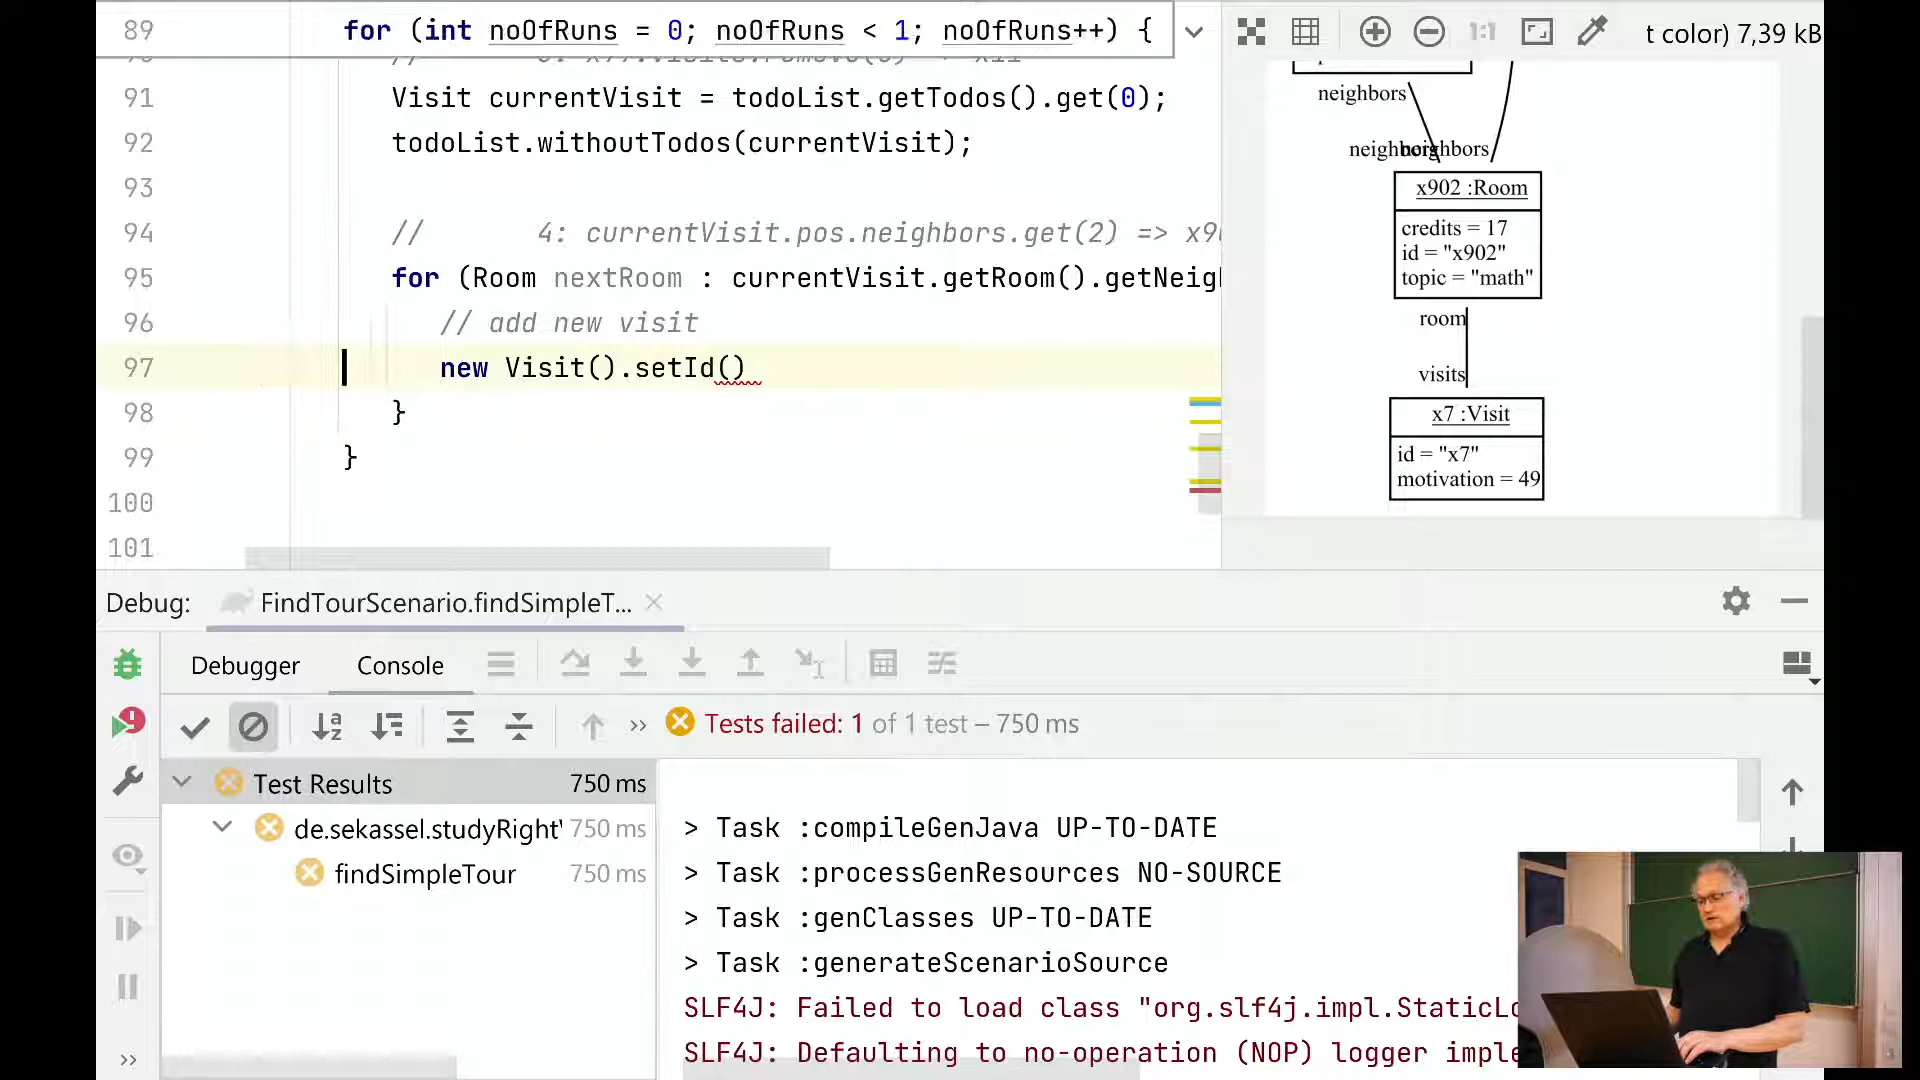 89 for (int noOfRuns = 0; noOfRuns < 1; noOfRuns++) {
91 Visit currentVisit = todoList.getTodos().get(0);
92 todoList.withoutTodos(currentVisit);
93
94 // 4: currentVisit.pos.neighbors.get(2) => x9
95 for (Room nextRoom : currentVisit.getRoom().getNeig
96 // add new visit
97 new Visit().setId()
98 }
99 }
100
101
1:1
t color) 7,39 kB
neighbors
neighbors
neighbors
x902 :Room
credits = 17
id = "x902"
topic = "math"
room
visits
x7 :Visit
id = "x7"
motivation = 49
Debug: FindTourScenario.findSimpleT...
Debugger Console
Tests failed: 1 of 1 test – 750 ms
Test Results 750 ms
de.sekassel.studyRight 750 ms
findSimpleTour 750 ms
> Task :compileGenJava UP-TO-DATE
> Task :processGenResources NO-SOURCE
> Task :genClasses UP-TO-DATE
> Task :generateScenarioSource
SLF4J: Failed to load class "org.slf4j.impl.StaticLo
SLF4J: Defaulting to no-operation (NOP) logger imple